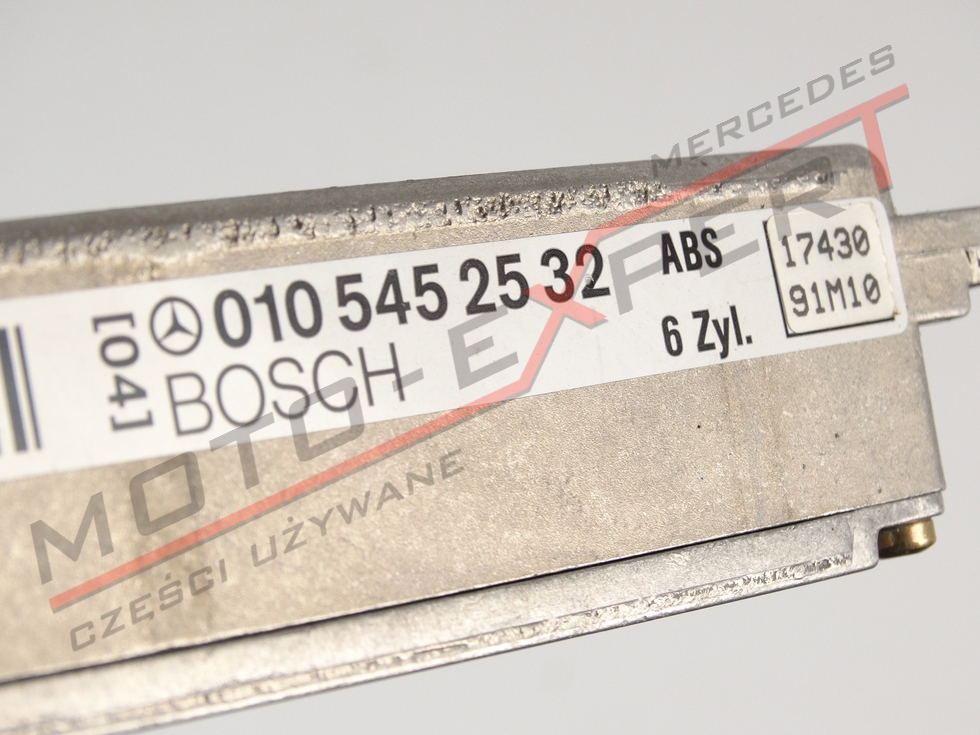 [04] 010 545 25 32
BOSCH
ABS
6 Zyl.
17430
91M10
MOTO-EXPERT
MERCEDES
CZĘŚCI UŻYWANE